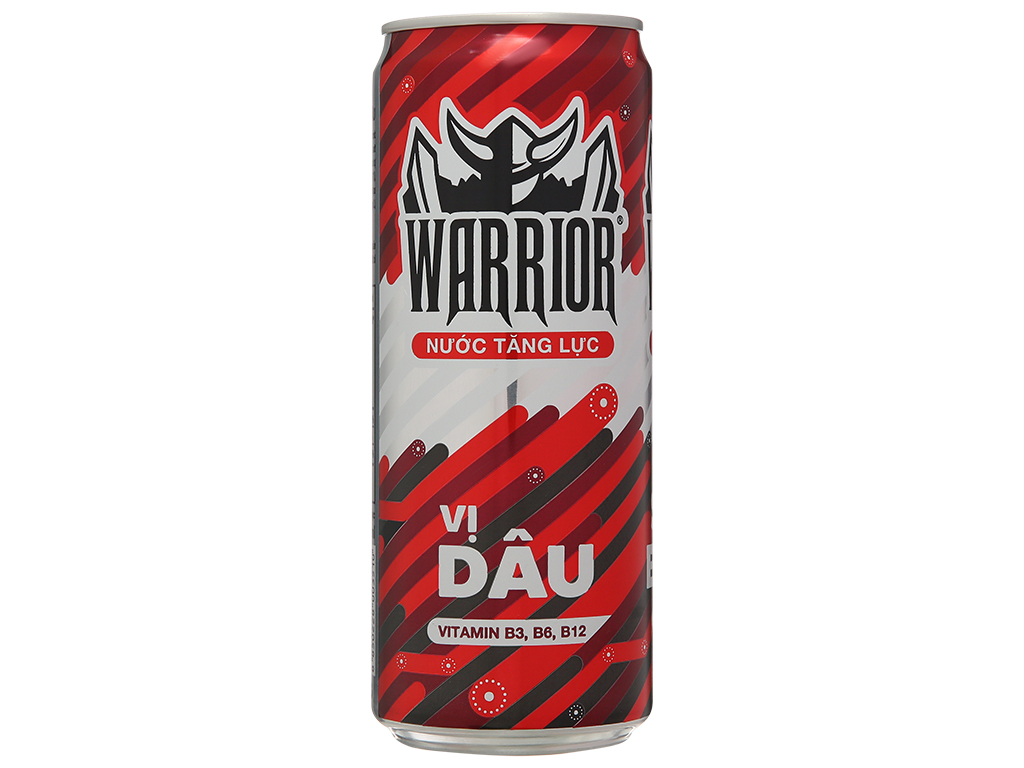 WARRIOR®
NƯỚC TĂNG LỰC
VỊ
DÂU
VITAMIN B3, B6, B12